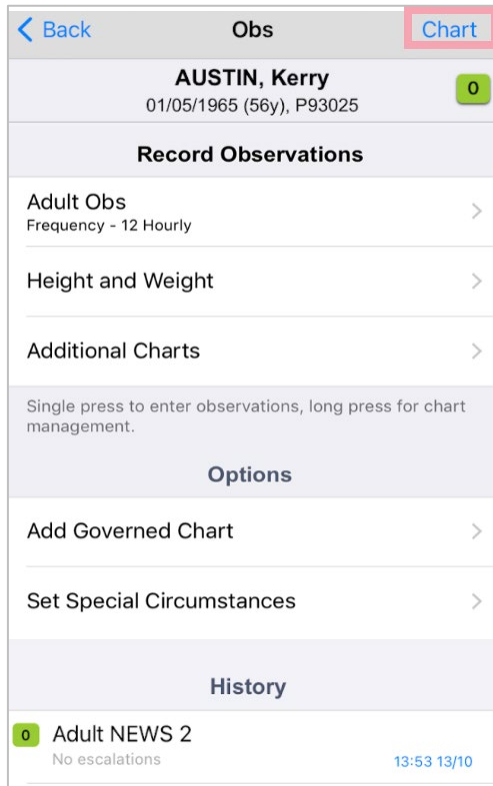 Back Obs Chart
AUSTIN, Kerry
0
01/05/1965 (56y), P93025
Record Observations
Adult Obs
Frequency - 12 Hourly
Height and Weight
Additional Charts
Single press to enter observations, long press for chart
management.
Options
Add Governed Chart
Set Special Circumstances
History
0 Adult NEWS 2
No escalations 13:53 13/10